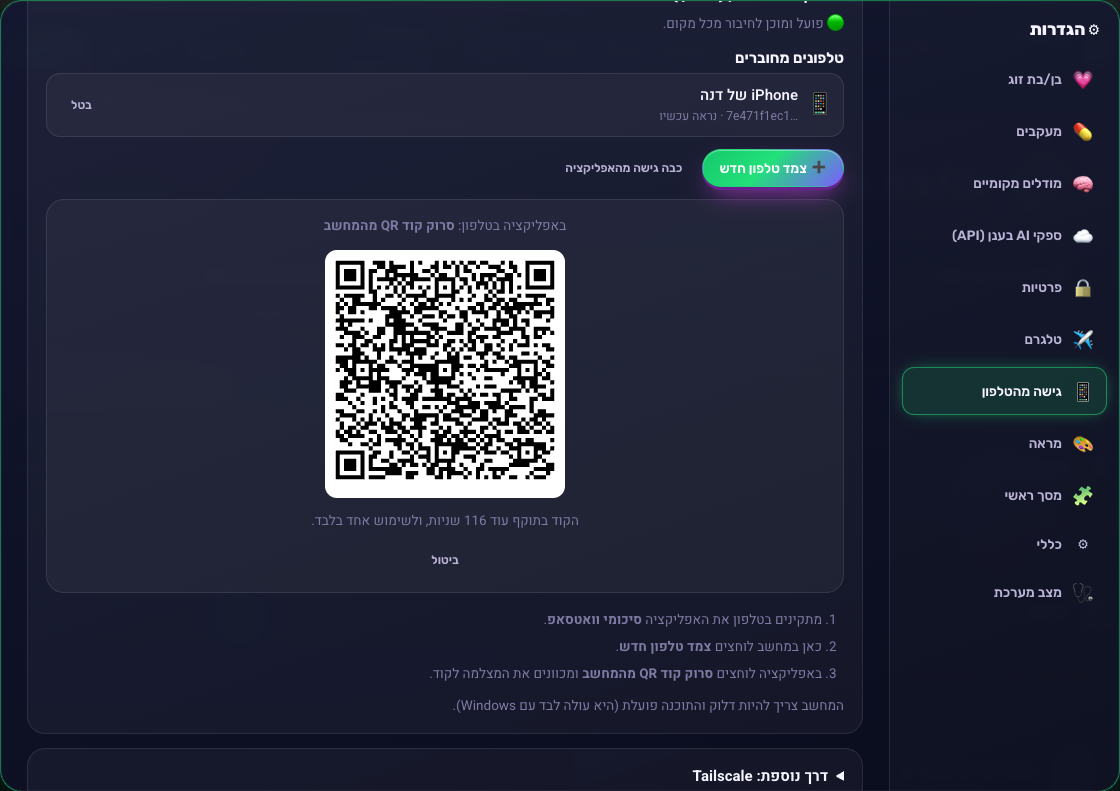 הגדרות
בן/בת זוג
מעקבים
מודלים מקומיים
ספקי AI בענן (API)
פרטיות
טלגרם
גישה מהטלפון
מראה
מסך ראשי
כללי
מצב מערכת
פועל ומוכן לחיבור מכל מקום.
טלפונים מחוברים
iPhone של דנה
7e471f1ec1… · נראה עכשיו
בטל
צמד טלפון חדש
כבה גישה מהאפליקציה
באפליקציה בטלפון: סרוק קוד QR מהמחשב
הקוד בתוקף עוד 116 שניות, ולשימוש אחד בלבד.
ביטול
1. מתקינים בטלפון את האפליקציה סיכומי וואטסאפ.
2. כאן במחשב לוחצים צמד טלפון חדש.
3. באפליקציה לוחצים סרוק קוד QR מהמחשב ומכוונים את המצלמה לקוד.
המחשב צריך להיות דלוק והתוכנה פועלת (היא עולה לבד עם Windows).
דרך נוספת: Tailscale